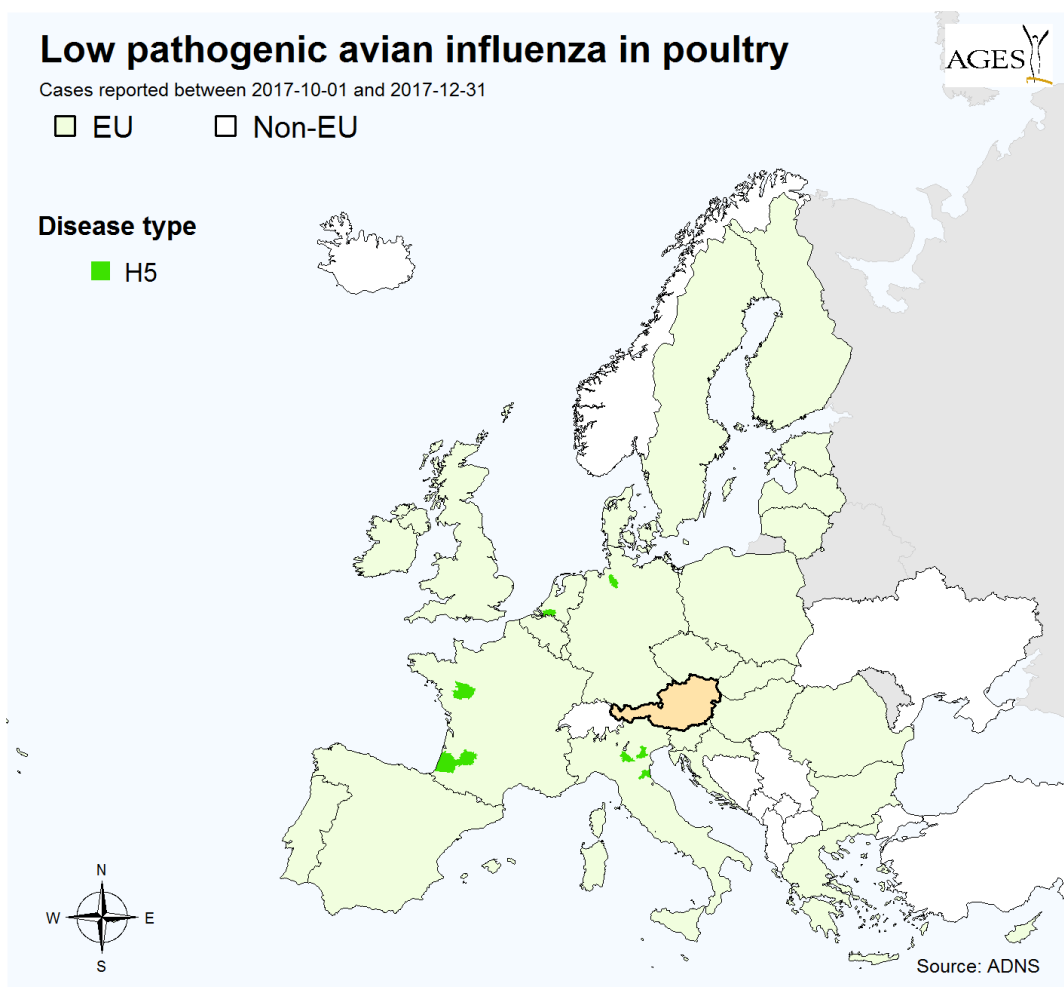 Low pathogenic avian influenza in poultry
Cases reported between 2017-10-01 and 2017-12-31
EU Non-EU
AGES
Disease type
H5
N
W E
S
Source: ADNS